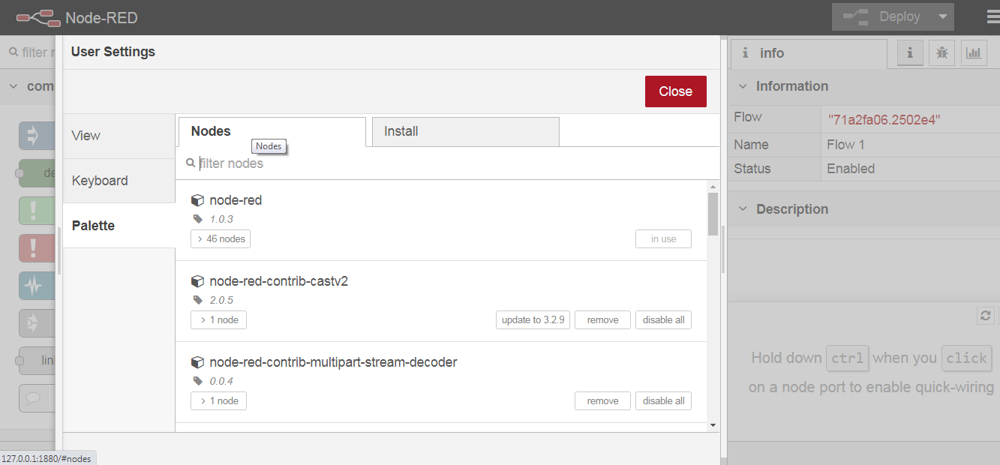 Node-RED
Deploy
filter n
User Settings
info
com
Close
Information
View
Nodes
Install
Flow
"71a2fa06.2502e4"
Nodes
Name
Flow 1
filter nodes
Status
Enabled
de
Keyboard
node-red
Description
1.0.3
Palette
46 nodes
in use
node-red-contrib-castv2
2.0.5
1 node
update to 3.2.9
remove
disable all
Hold down ctrl when you click
on a node port to enable quick-wiring
lin
node-red-contrib-multipart-stream-decoder
0.0.4
1 node
remove
disable all
127.0.0.1:1880/#nodes